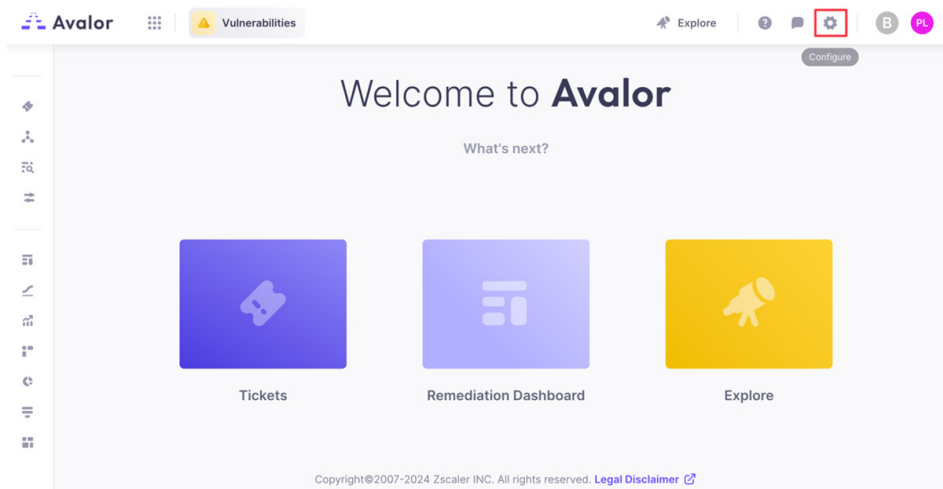 Avalor
Vulnerabilities
Explore
B
PL
Configure
Welcome to Avalor
What's next?
Tickets
Remediation Dashboard
Explore
Copyright©2007-2024 Zscaler INC. All rights reserved. Legal Disclaimer